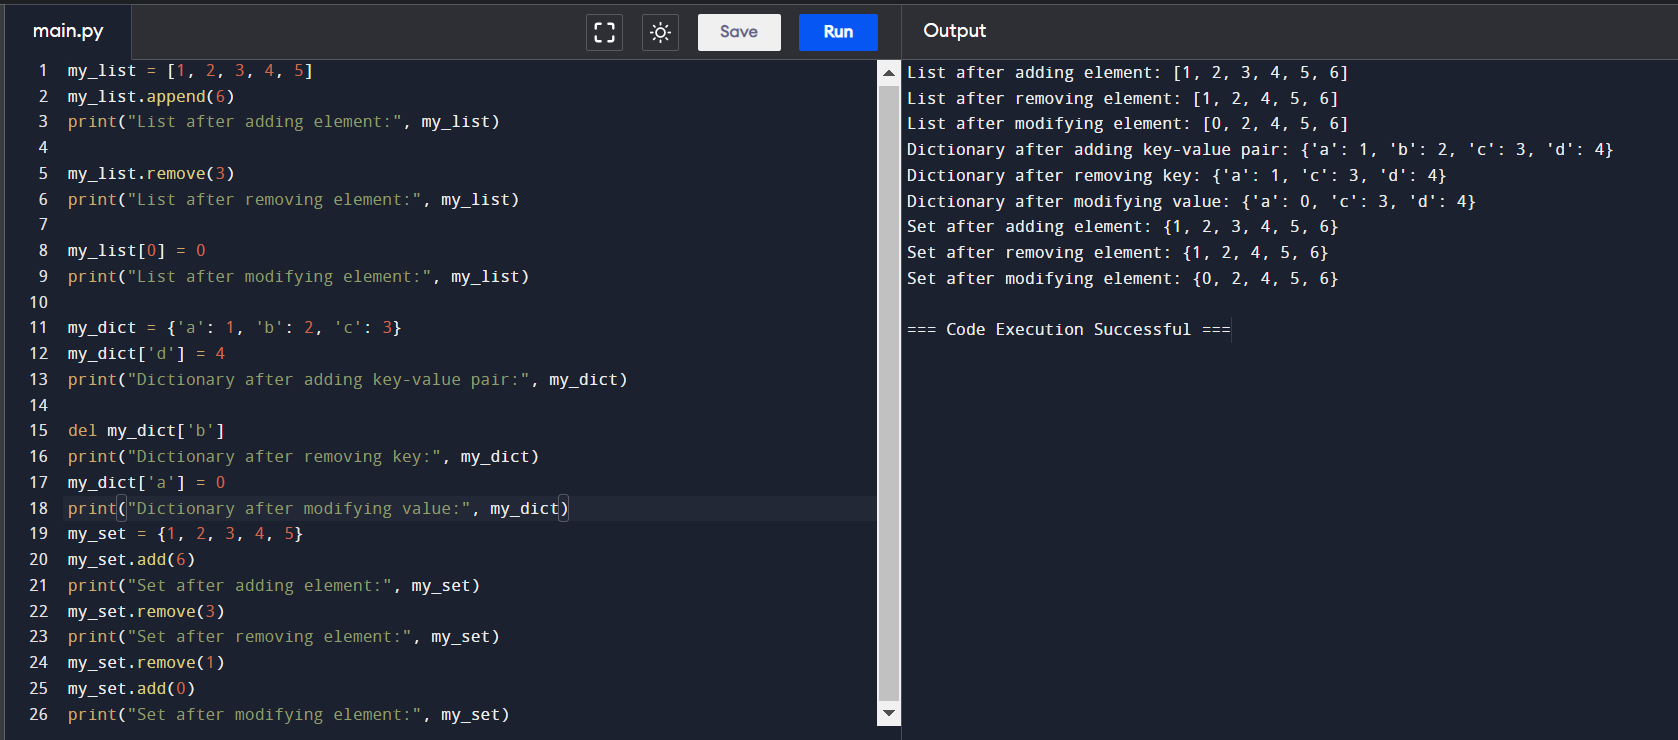 main.py
Save
Run
Output
1 my_list = [1, 2, 3, 4, 5]
2 my_list.append(6)
3 print("List after adding element:", my_list)
4
5 my_list.remove(3)
6 print("List after removing element:", my_list)
7
8 my_list[0] = 0
9 print("List after modifying element:", my_list)
10
11 my_dict = {'a': 1, 'b': 2, 'c': 3}
12 my_dict['d'] = 4
13 print("Dictionary after adding key-value pair:", my_dict)
14
15 del my_dict['b']
16 print("Dictionary after removing key:", my_dict)
17 my_dict['a'] = 0
18 print("Dictionary after modifying value:", my_dict)
19 my_set = {1, 2, 3, 4, 5}
20 my_set.add(6)
21 print("Set after adding element:", my_set)
22 my_set.remove(3)
23 print("Set after removing element:", my_set)
24 my_set.remove(1)
25 my_set.add(0)
26 print("Set after modifying element:", my_set)
List after adding element: [1, 2, 3, 4, 5, 6]
List after removing element: [1, 2, 4, 5, 6]
List after modifying element: [0, 2, 4, 5, 6]
Dictionary after adding key-value pair: {'a': 1, 'b': 2, 'c': 3, 'd': 4}
Dictionary after removing key: {'a': 1, 'c': 3, 'd': 4}
Dictionary after modifying value: {'a': 0, 'c': 3, 'd': 4}
Set after adding element: {1, 2, 3, 4, 5, 6}
Set after removing element: {1, 2, 4, 5, 6}
Set after modifying element: {0, 2, 4, 5, 6}
=== Code Execution Successful ===